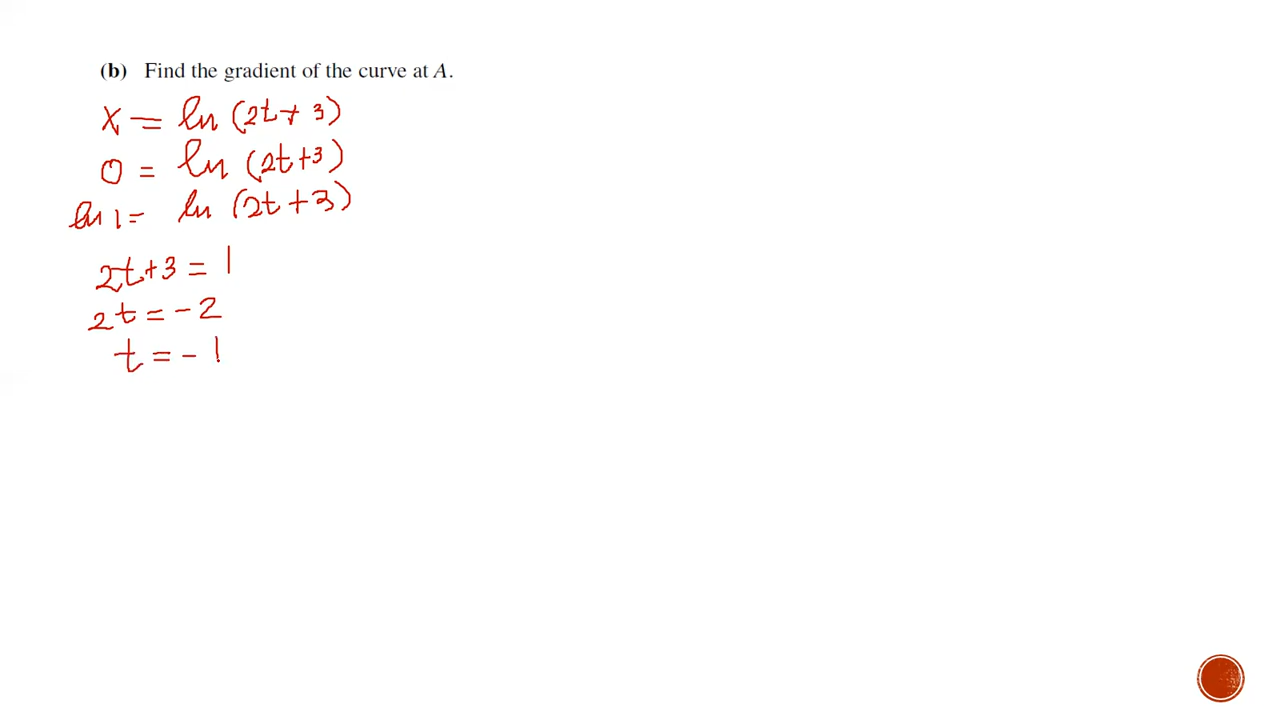 (b) Find the gradient of the curve at A.
x = ln (2t + 3)
0 = ln (2t+3)
ln 1 = ln (2t + 3)
2t+3 = 1
2t = -2
t = -1